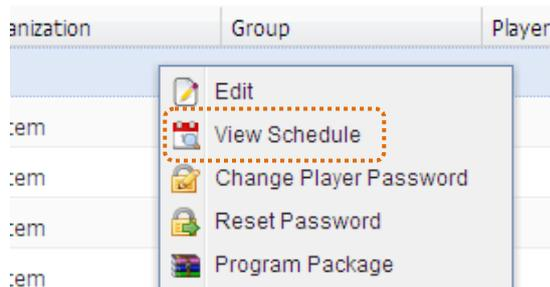 anization Group Player
Edit
tem View Schedule
tem Change Player Password
tem Reset Password
tem Program Package